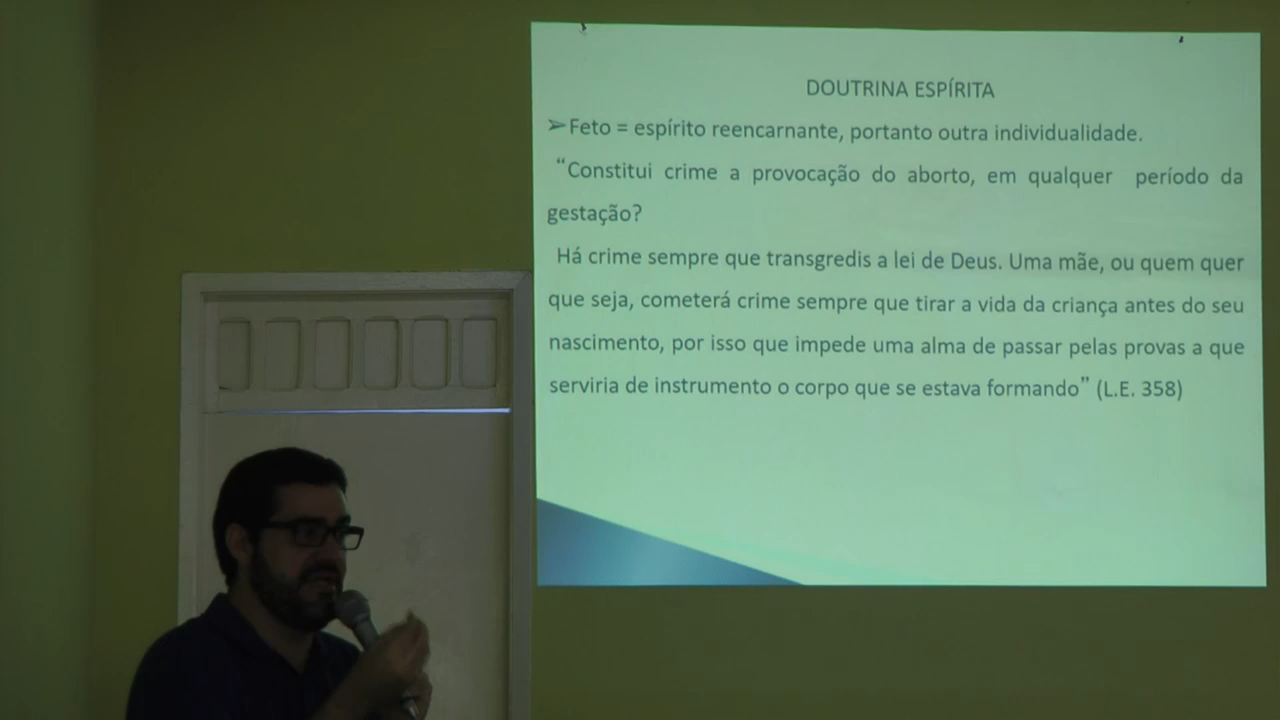 DOUTRINA ESPÍRITA
➢Feto = espírito reencarnante, portanto outra individualidade.
“Constitui crime a provocação do aborto, em qualquer período da
gestação?
Há crime sempre que transgredis a lei de Deus. Uma mãe, ou quem quer
que seja, cometerá crime sempre que tirar a vida da criança antes do seu
nascimento, por isso que impede uma alma de passar pelas provas a que
serviria de instrumento o corpo que se estava formando” (L.E. 358)